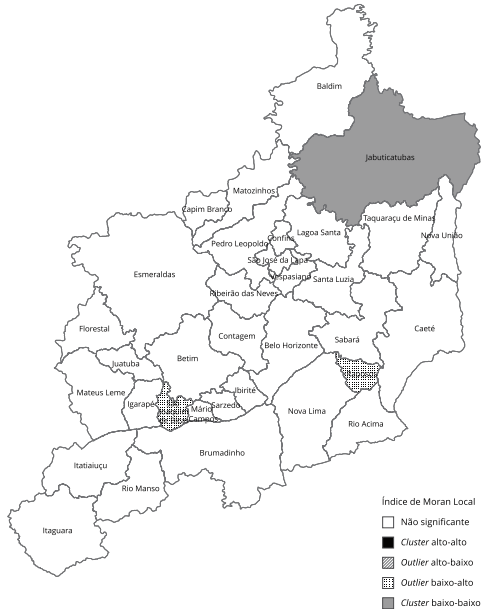 Baldim
Jabuticatubas
Matozinhos
Capim Branco
Taquaraçu de Minas
Lagoa Santa
Nova União
Confins
Pedro Leopoldo
São José da Lapa
Esmeraldas
Vespasiano
Santa Luzia
Ribeirão das Neves
Florestal
Caeté
Contagem
Sabará
Belo Horizonte
Betim
Juatuba
Mateus Leme
Ibirité
Igarapé
Mário
Campos
Sarzedo
Nova Lima
Rio Acima
Brumadinho
Itatiaiuçu
Rio Manso
Itaguara
Índice de Moran Local
Não significante
Cluster alto-alto
Outlier alto-baixo
Outlier baixo-alto
Cluster baixo-baixo